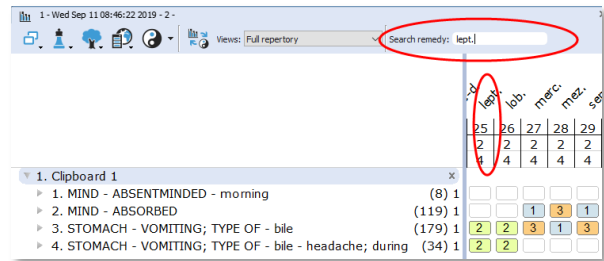 1 - Wed Sep 11 08:46:22 2019 - 2 -
Views: Full repertory Search remedy: lept.
-d lept. lob. merc. mez.
25 26 27 28 29
2 2 2 2 2
4 4 4 4 4
1. Clipboard 1 x
1. MIND - ABSENTMINDED - morning (8) 1
2. MIND - ABSORBED (119) 1 1 3 1
3. STOMACH - VOMITING; TYPE OF - bile (179) 1 2 2 3 1 3
4. STOMACH - VOMITING; TYPE OF - bile - headache; during (34) 1 2 2